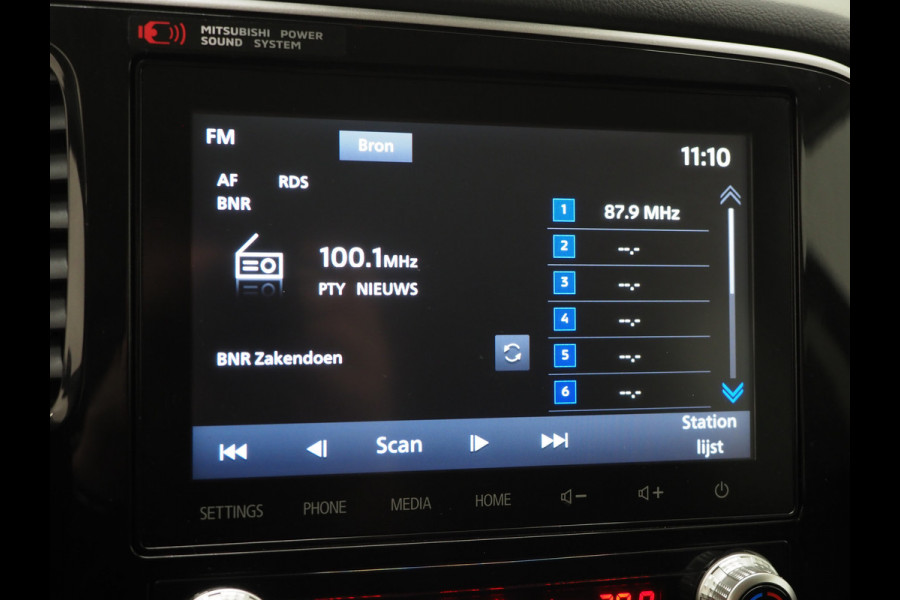 MITSUBISHI POWER
SOUND SYSTEM
FM
Bron
11:10
AF RDS
BNR
100.1MHz
PTY NIEUWS
BNR Zakendoen
1 87.9 MHz
2 --.-
3 --.-
4 --.-
5 --.-
6 --.-
Scan
Station
lijst
SETTINGS PHONE MEDIA HOME